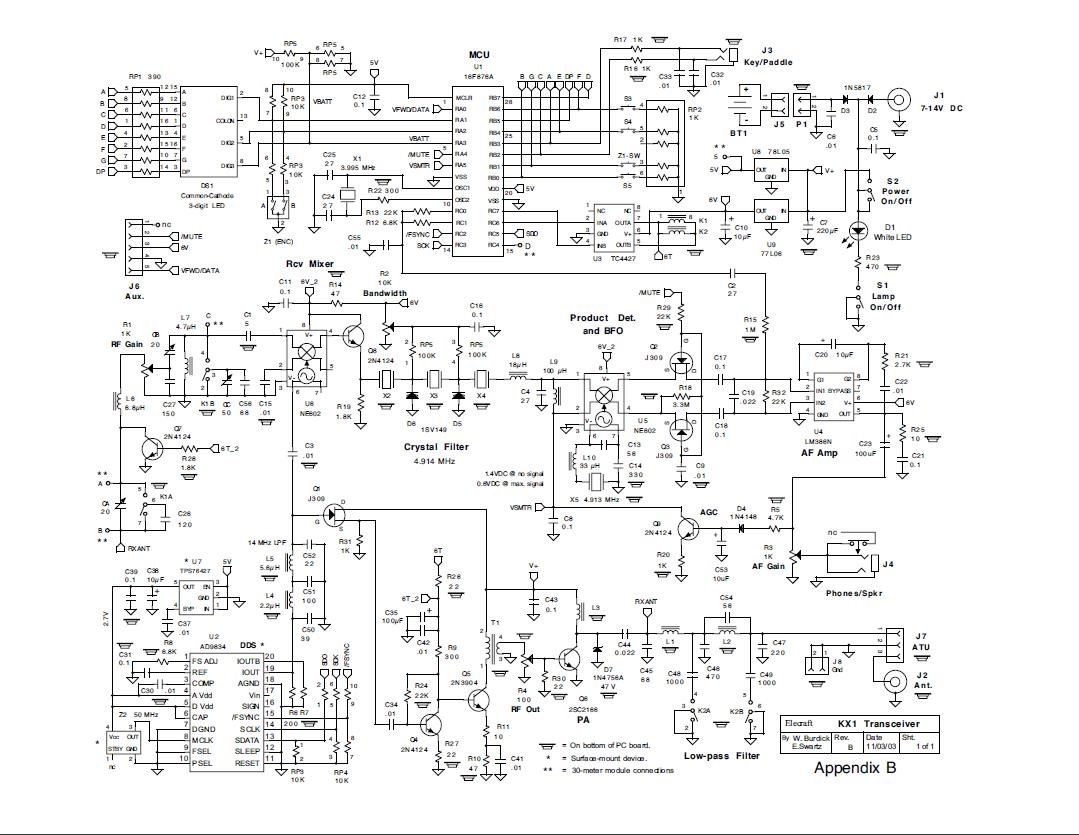 MCU
U1
16F876A
V+
RP5
100K
RP5
RP5
5V
C12
0.1
RP1 390
A
B
C
D
E
F
G
DP
DIG1
COLON
DIG2
DIG3
DS1
Common-Cathode
3-digit LED
RP3
10K
VBATT
RP3
10K
A
B
Z1 (ENC)
VFWD/DATA
VBATT
/MUTE
VSMTR
MCLR
RA0
RA1
RA2
RA3
RA4
RA5
VSS
OSC1
OSC2
RC0
RC1
RC2
RC3
RB7
RB6
RB5
RB4
RB3
RB2
RB1
RB0
VDD
VSS
RC7
RC6
RC5
RC4
C25
27
X1
3.995 MHz
C24
27
R22 300
R13 22K
R12 6.8K
C55
.01
/FSYNC
SCK
5V
SDO
D
**
B G C A E DP F D
R17 1K
R16 1K
C33
.01
C32
.01
J3
Key/Paddle
S3
S4
Z1-SW
S5
RP2
1K
BT1
J5
P1
1N5817
D3
D2
J1
7-14V DC
C6
.01
C5
0.1
U8 78L05
OUT
IN
GND
5V
V+
**
5
6V
C10
10µF
OUT
IN
GND
U9
77L06
C7
220µF
S2
Power
On/Off
D1
White LED
R23
470
S1
Lamp
On/Off
NC
INA
GND
INB
NC
OUTA
V+
OUTB
U3 TC4427
K1
K2
6T
nc
/MUTE
6V
VFWD/DATA
J6
Aux.
Rcv Mixer
C11
0.1
6V_2
R14
47
R2
10K
Bandwidth
6V
C16
0.1
R1
1K
RF Gain
CB
20
L7
4.7µH
C
**
C1
5
L6
6.8µH
C27
150
K1B
CC
50
C56
68
C15
.01
V+
V-
U6
NE602
Q8
2N4124
R19
1.8K
RP5
100K
RP5
100K
X2
X3
X4
D6
1SV149
D5
Crystal Filter
4.914 MHz
L8
18µH
C4
27
Product Det.
and BFO
/MUTE
R29
22K
6V_2
L9
100 µH
V+
V-
U5
NE602
Q2
J309
R18
3.3M
Q3
J309
C17
0.1
C18
0.1
C9
.01
C2
27
R15
1M
C19
.022
R32
22K
C20 10µF
R21
2.7K
C22
.01
6V
G1
IN1
IN2
GND
G2
BYPASS
V+
OUT
U4
LM386N
AF Amp
C23
100uF
R25
10
C21
0.1
Q7
2N4124
6T_2
R28
1.8K
**
A
CA
20
B
**
K1A
C26
120
RXANT
C3
.01
L10
33 µH
C13
56
C14
330
X5 4.913 MHz
1.4VDC @ no signal
0.6VDC @ max. signal
VSMTR
C8
0.1
AGC
Q9
2N4124
R20
1K
C53
10uF
D4
1N4148
R5
4.7K
R3
1K
AF Gain
nc
J4
Phones/Spkr
Q1
J309
D
G
S
R31
1K
14 MHz LPF
L5
5.6µH
L4
2.2µH
C52
22
C51
100
C50
39
* U7
TPS76427
OUT
EN
GND
BYP
IN
5V
C39
0.1
C38
10µF
C37
.01
2.7V
R8
6.8K
C31
0.1
C30
.01
U2
AD9834
DDS *
FS ADJ
REF
COMP
A Vdd
D Vdd
CAP
DGND
MCLK
FSEL
PSEL
IOUTB
IOUT
AGND
Vin
SIGN
/FSYNC
SCLK
SDATA
SLEEP
RESET
Z2 50 MHz
Vcc
OUT
STBY
GND
*
nc
R6 R7
200
SDO
SCK
/FSYNC
RP3
10K
RP4
10K
6T
R26
22
6T_2
C35
100µF
C42
.01
R9
300
R24
22K
C34
.01
Q4
2N4124
R27
22
Q5
2N3904
R11
10
R10
47
C41
.01
T1
V+
C43
0.1
L3
R4
100
RF Out
R30
22
Q6
2SC2166
PA
D7
1N4756A
47 V
C44
0.022
RXANT
C45
68
L1
C54
56
L2
C48
1000
C46
470
C49
1000
C47
220
K2A
K2B
Low-pass Filter
J8
Gnd
J7
ATU
J2
Ant.
= On bottom of PC board.
* = Surface-mount device.
** = 30-meter module connections
Elecraft
KX1 Transceiver
By W. Burdick
E.Swartz
Rev.
B
Date
11/03/03
Sht.
1 of 1
Appendix B